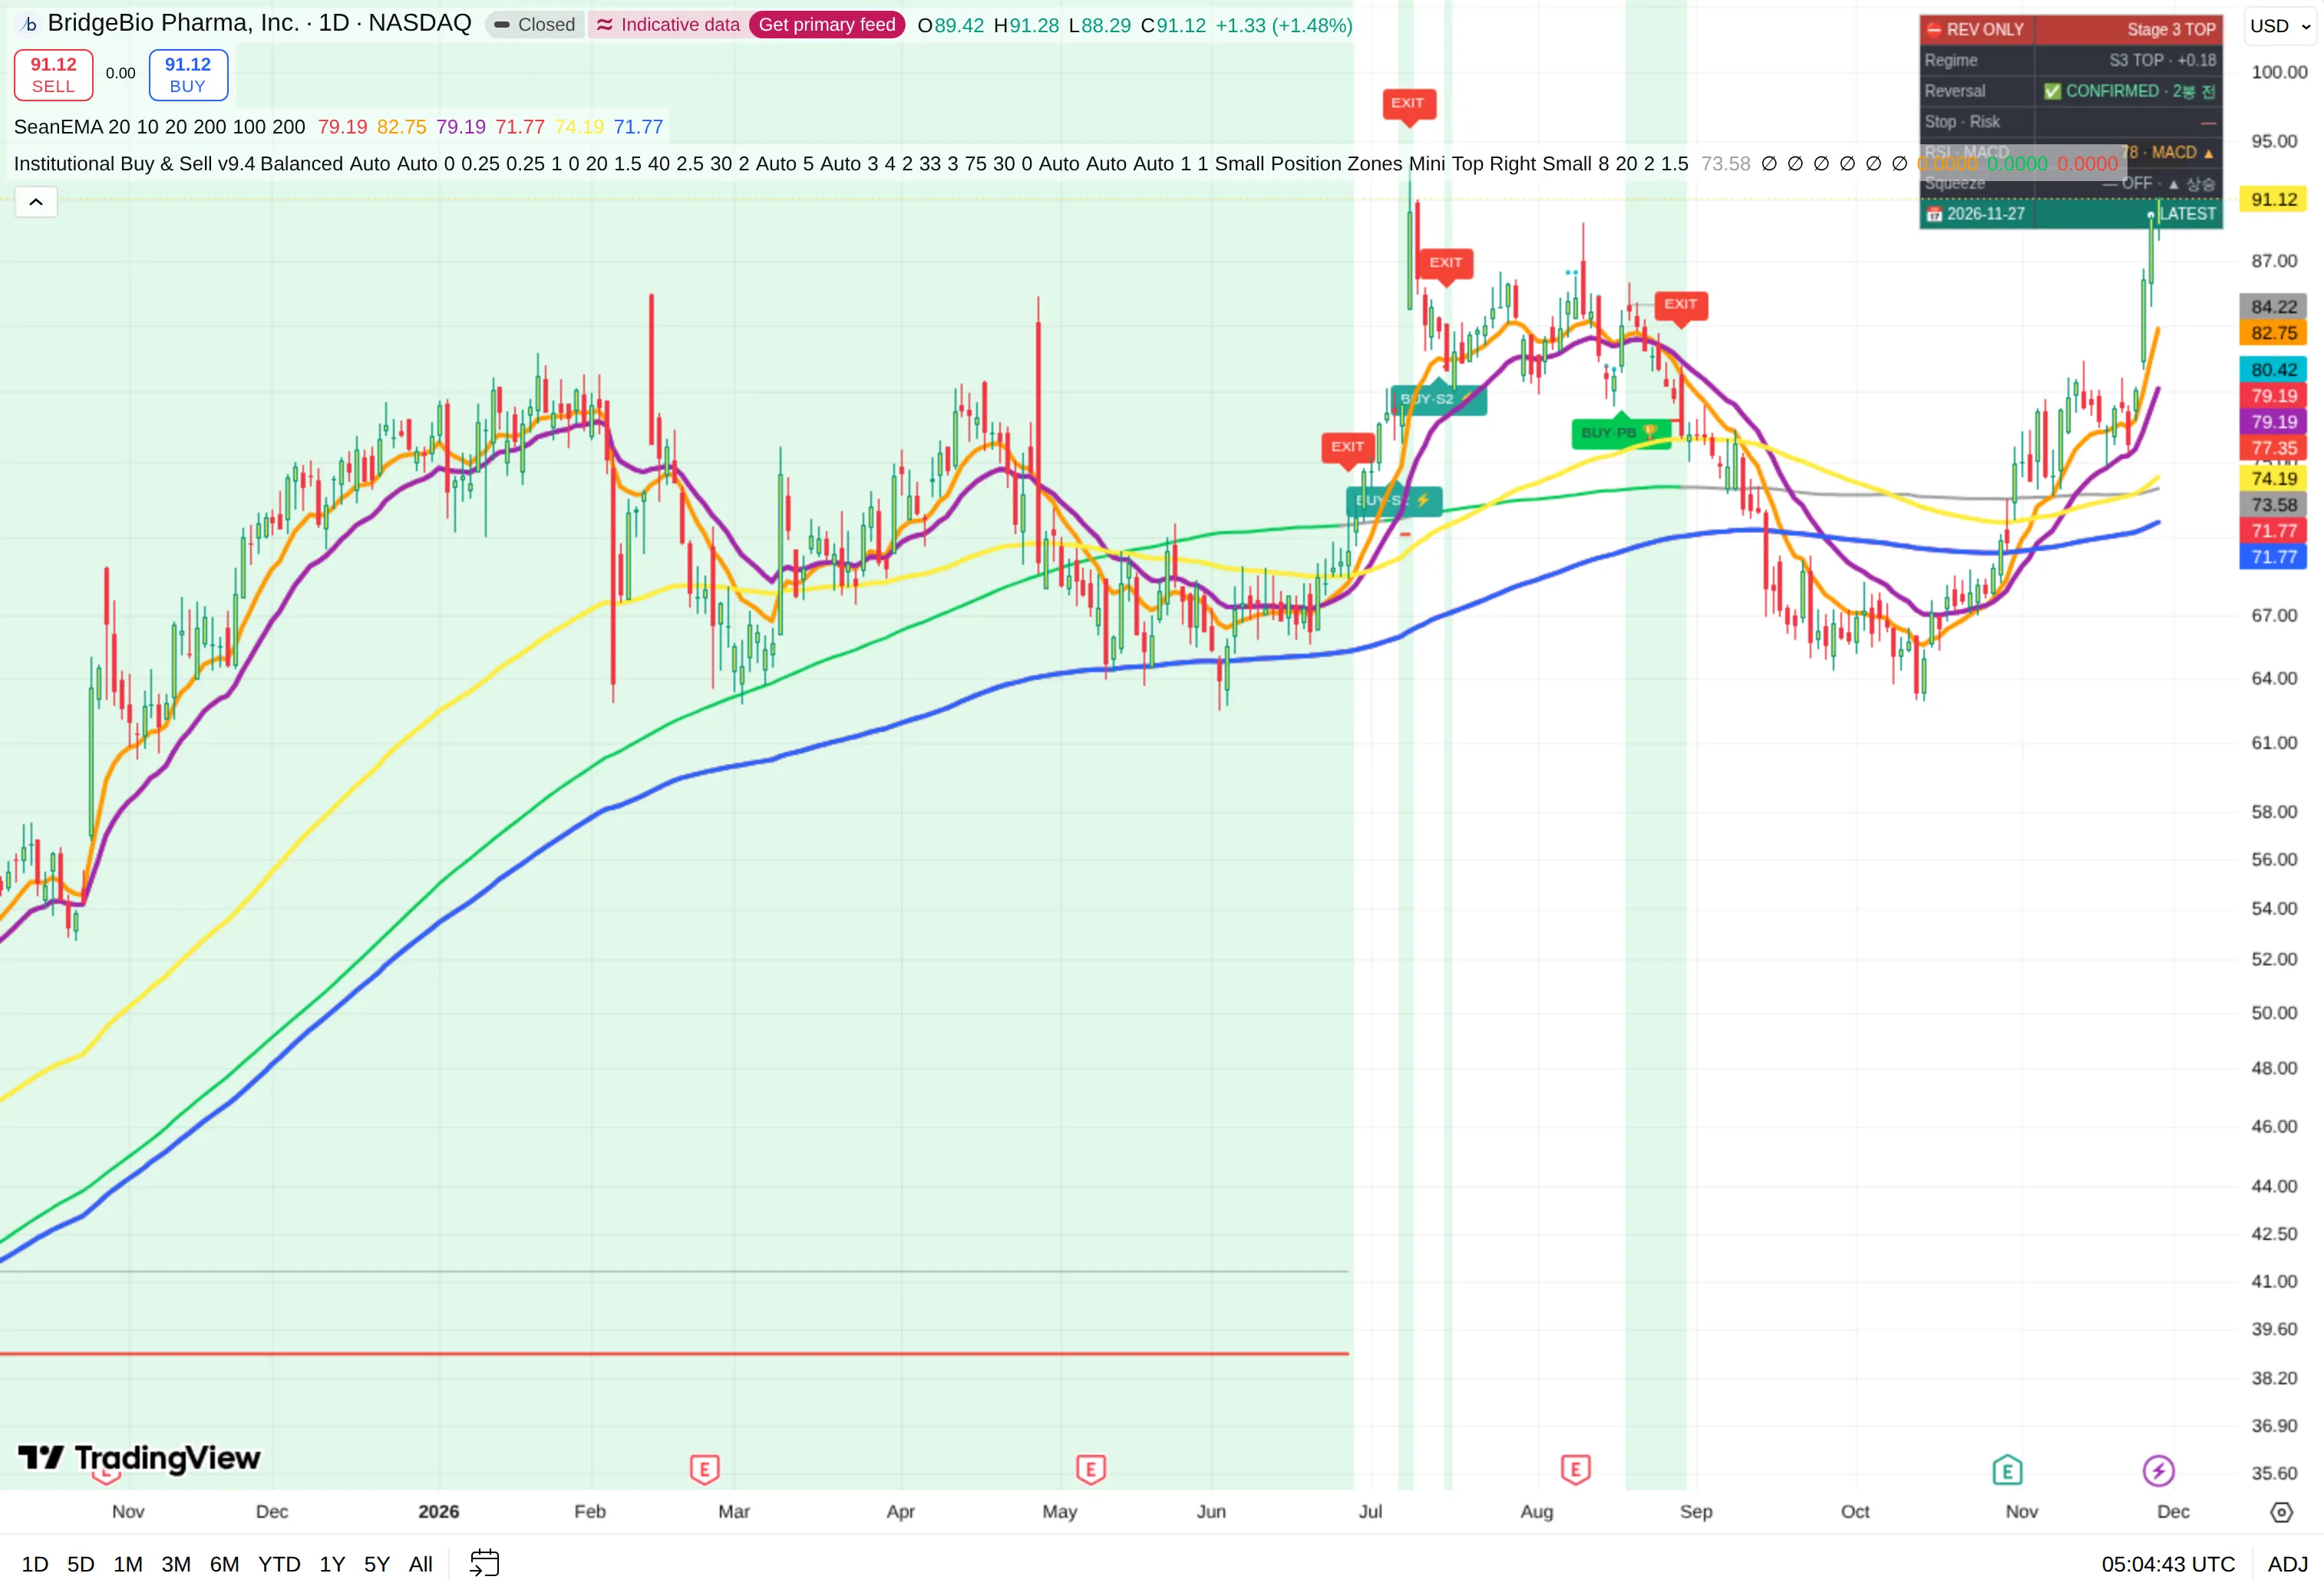 BridgeBio Pharma, Inc. · 1D · NASDAQ Closed Indicative data Get primary feed O89.42 H91.28 L88.29 C91.12 +1.33 (+1.48%)
91.12 SELL 0.00 91.12 BUY
SeanEMA 20 10 20 200 100 200 79.19 82.75 79.19 71.77 74.19 71.77
Institutional Buy & Sell v9.4 Balanced Auto Auto 0 0.25 0.25 1 0 20 1.5 40 2.5 30 2 Auto 5 Auto 3 4 2 33 3 75 30 0 Auto Auto Auto 1 1 Small Position Zones Mini Top Right Small 8 20 2 1.5 73.58 ∅ ∅ ∅ ∅ ∅ ∅ 0.0000 0.0000 0.0000
⛔ REV ONLY Stage 3 TOP
Regime S3 TOP · +0.18
Reversal ✅ CONFIRMED · 2봉 전
Stop · Risk —
RSI · MACD 78 · MACD ▲
Squeeze — OFF · ▲ 상승
📅 2026-11-27 LATEST
USD
100.00
95.00
91.12
87.00
84.22
82.75
80.42
79.19
79.19
77.35
74.19
73.58
71.77
71.77
67.00
64.00
61.00
58.00
56.00
54.00
52.00
50.00
48.00
46.00
44.00
42.50
41.00
39.60
38.20
36.90
35.60
EXIT
EXIT
EXIT
EXIT
BUY-S2
BUY-PB 🏆
BUY-S2 ⚡
TradingView
E
E
E
E
E
Nov Dec 2026 Feb Mar Apr May Jun Jul Aug Sep Oct Nov Dec
1D 5D 1M 3M 6M YTD 1Y 5Y All
05:04:43 UTC ADJ